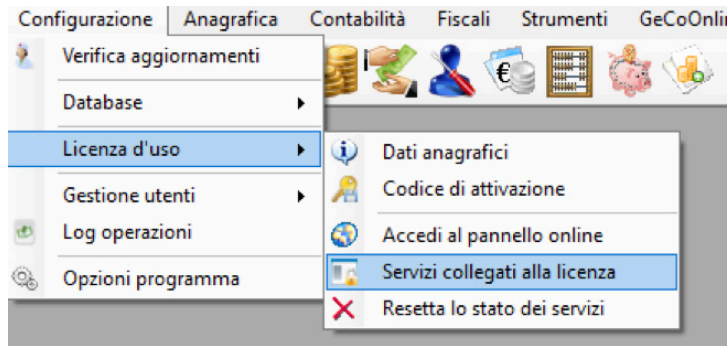 Configurazione Anagrafica Contabilità Fiscali Strumenti GeCoOnli
Verifica aggiornamenti
Database
Licenza d'uso
Gestione utenti
Log operazioni
Opzioni programma
Dati anagrafici
Codice di attivazione
Accedi al pannello online
Servizi collegati alla licenza
Resetta lo stato dei servizi